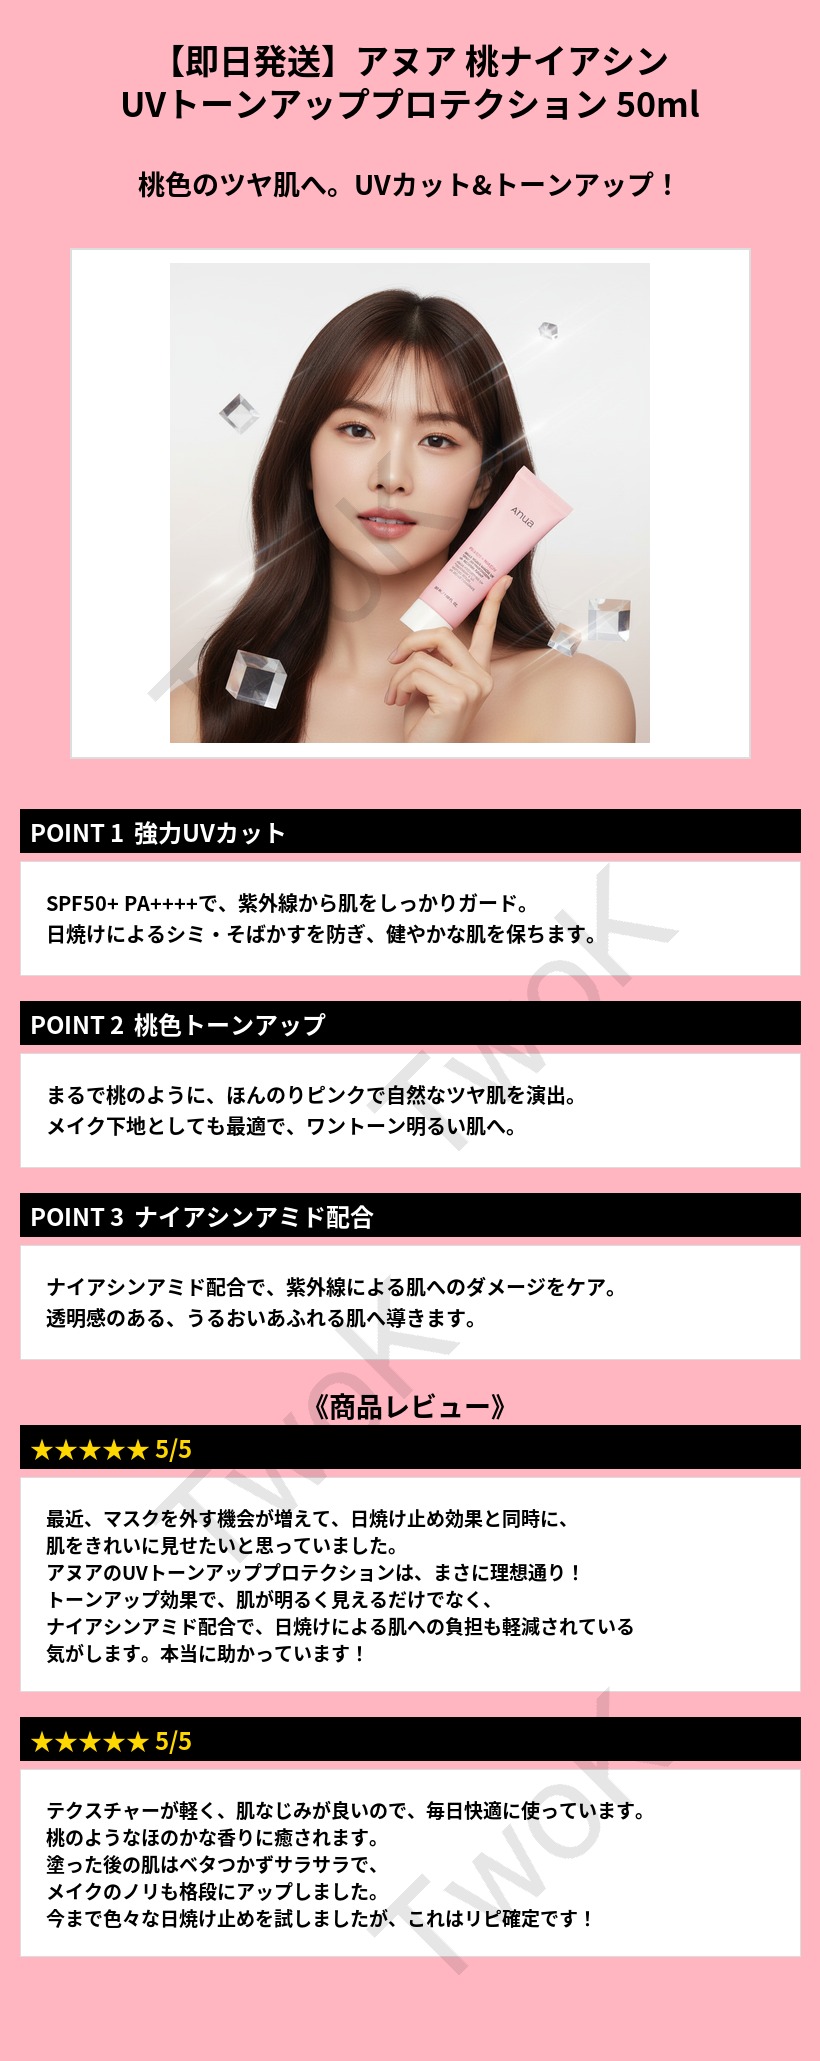 【即日発送】アヌア 桃ナイアシン
UVトーンアッププロテクション 50ml
桃色のツヤ肌へ。UVカット&トーンアップ！
Anua
TwoK
POINT 1 強力UVカット
SPF50+ PA++++で、紫外線から肌をしっかりガード。
日焼けによるシミ・そばかすを防ぎ、健やかな肌を保ちます。
TwoK
POINT 2 桃色トーンアップ
まるで桃のように、ほんのりピンクで自然なツヤ肌を演出。
メイク下地としても最適で、ワントーン明るい肌へ。
POINT 3 ナイアシンアミド配合
ナイアシンアミド配合で、紫外線による肌へのダメージをケア。
透明感のある、うるおいあふれる肌へ導きます。
TwoK
《商品レビュー》
★★★★★ 5/5
最近、マスクを外す機会が増えて、日焼け止め効果と同時に、
肌をきれいに見せたいと思っていました。
アヌアのUVトーンアッププロテクションは、まさに理想通り！
トーンアップ効果で、肌が明るく見えるだけでなく、
ナイアシンアミド配合で、日焼けによる肌への負担も軽減されている
気がします。本当に助かっています！
★★★★★ 5/5
テクスチャーが軽く、肌なじみが良いので、毎日快適に使っています。
桃のようなほのかな香りに癒されます。
塗った後の肌はベタつかずサラサラで、
メイクのノリも格段にアップしました。
今まで色々な日焼け止めを試しましたが、これはリピ確定です！
TwoK